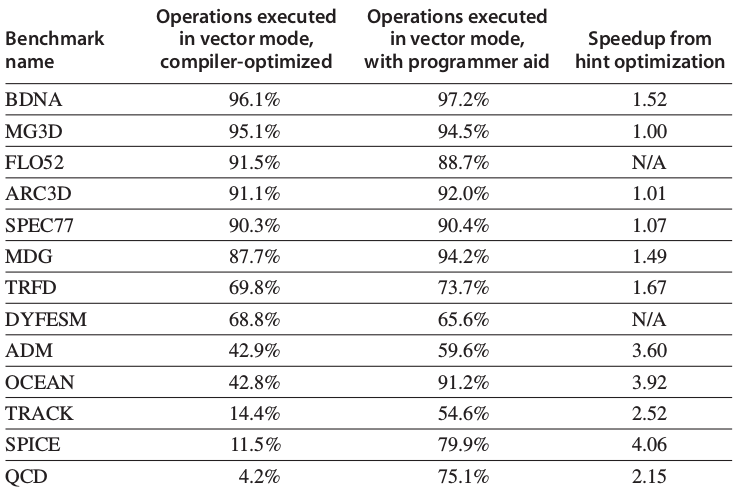 Benchmark name Operations executed in vector mode, compiler-optimized Operations executed in vector mode, with programmer aid Speedup from hint optimization
BDNA 96.1% 97.2% 1.52
MG3D 95.1% 94.5% 1.00
FLO52 91.5% 88.7% N/A
ARC3D 91.1% 92.0% 1.01
SPEC77 90.3% 90.4% 1.07
MDG 87.7% 94.2% 1.49
TRFD 69.8% 73.7% 1.67
DYFESM 68.8% 65.6% N/A
ADM 42.9% 59.6% 3.60
OCEAN 42.8% 91.2% 3.92
TRACK 14.4% 54.6% 2.52
SPICE 11.5% 79.9% 4.06
QCD 4.2% 75.1% 2.15